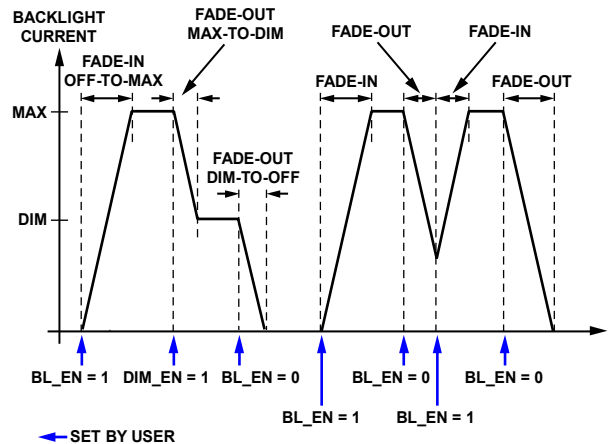 BACKLIGHT
CURRENT
FADE-OUT
MAX-TO-DIM
FADE-IN
OFF-TO-MAX
FADE-OUT
FADE-IN
FADE-IN
FADE-OUT
MAX
FADE-OUT
DIM-TO-OFF
DIM
BL_EN = 1
DIM_EN = 1
BL_EN = 0
BL_EN = 0
BL_EN = 0
BL_EN = 1
BL_EN = 1
SET BY USER